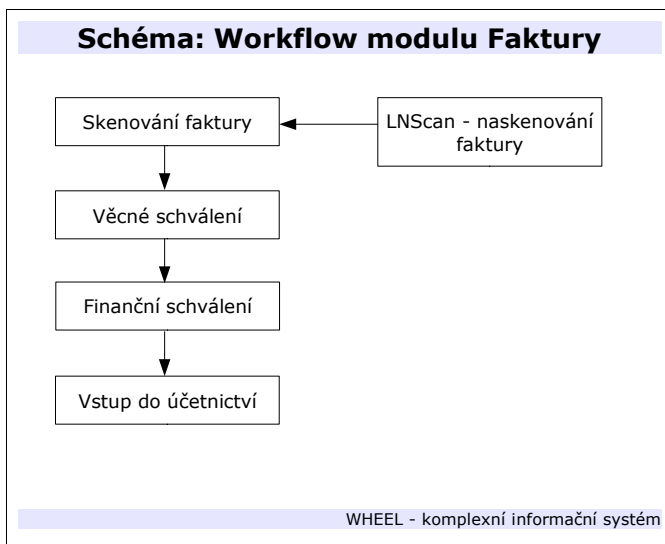 Schéma: Workflow modulu Faktury
Skenování faktury
LNScan - naskenování
faktury
Věcné schválení
Finanční schválení
Vstup do účetnictví
WHEEL - komplexní informační systém